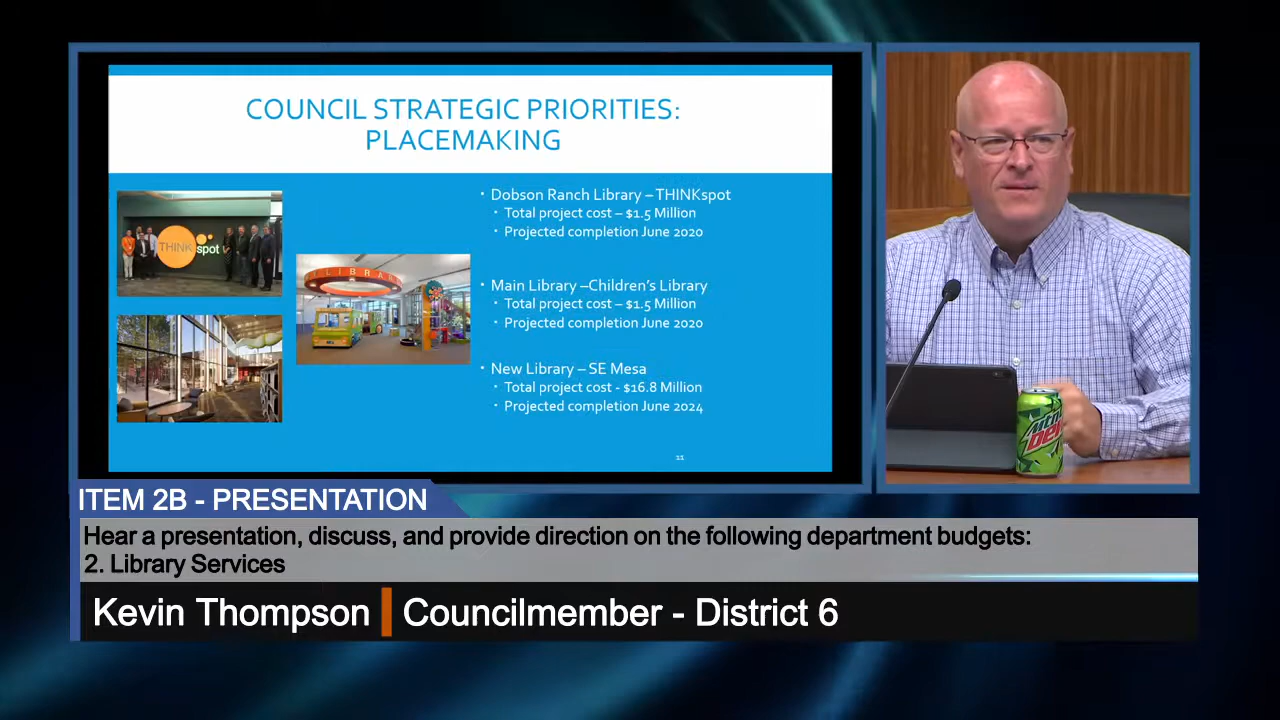 COUNCIL STRATEGIC PRIORITIES:
PLACEMAKING
THINK
spot
LIBRA
• Dobson Ranch Library – THINKspot
• Total project cost – $1.5 Million
• Projected completion June 2020
• Main Library –Children's Library
• Total project cost – $1.5 Million
• Projected completion June 2020
• New Library – SE Mesa
• Total project cost - $16.8 Million
• Projected completion June 2024
11
mtn
Dew
ITEM 2B - PRESENTATION
Hear a presentation, discuss, and provide direction on the following department budgets:
2. Library Services
Kevin Thompson
Councilmember - District 6